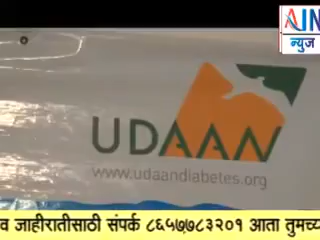 AIN
न्युज
UDAAN
www.udaandiabetes.org
व जाहीरातीसाठी संपर्क ८६५७७८३२०१ आता तुमच्या